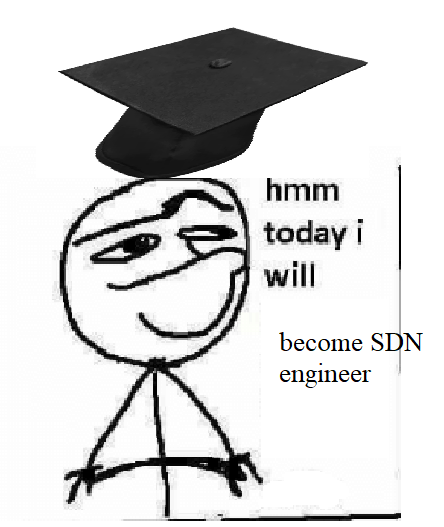 hmm
today i
will
become SDN
engineer